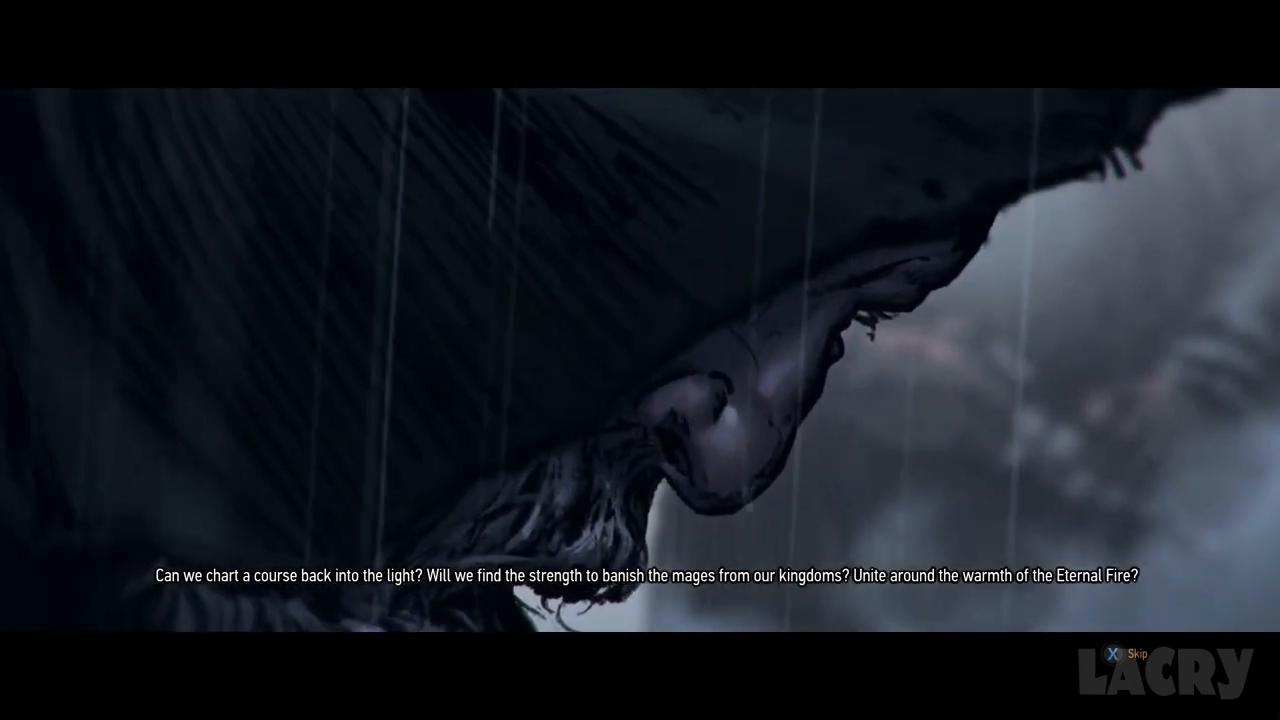 Can we chart a course back into the light? Will we find the strength to banish the mages from our kingdoms? Unite around the warmth of the Eternal Fire?
X Skip
LACRY